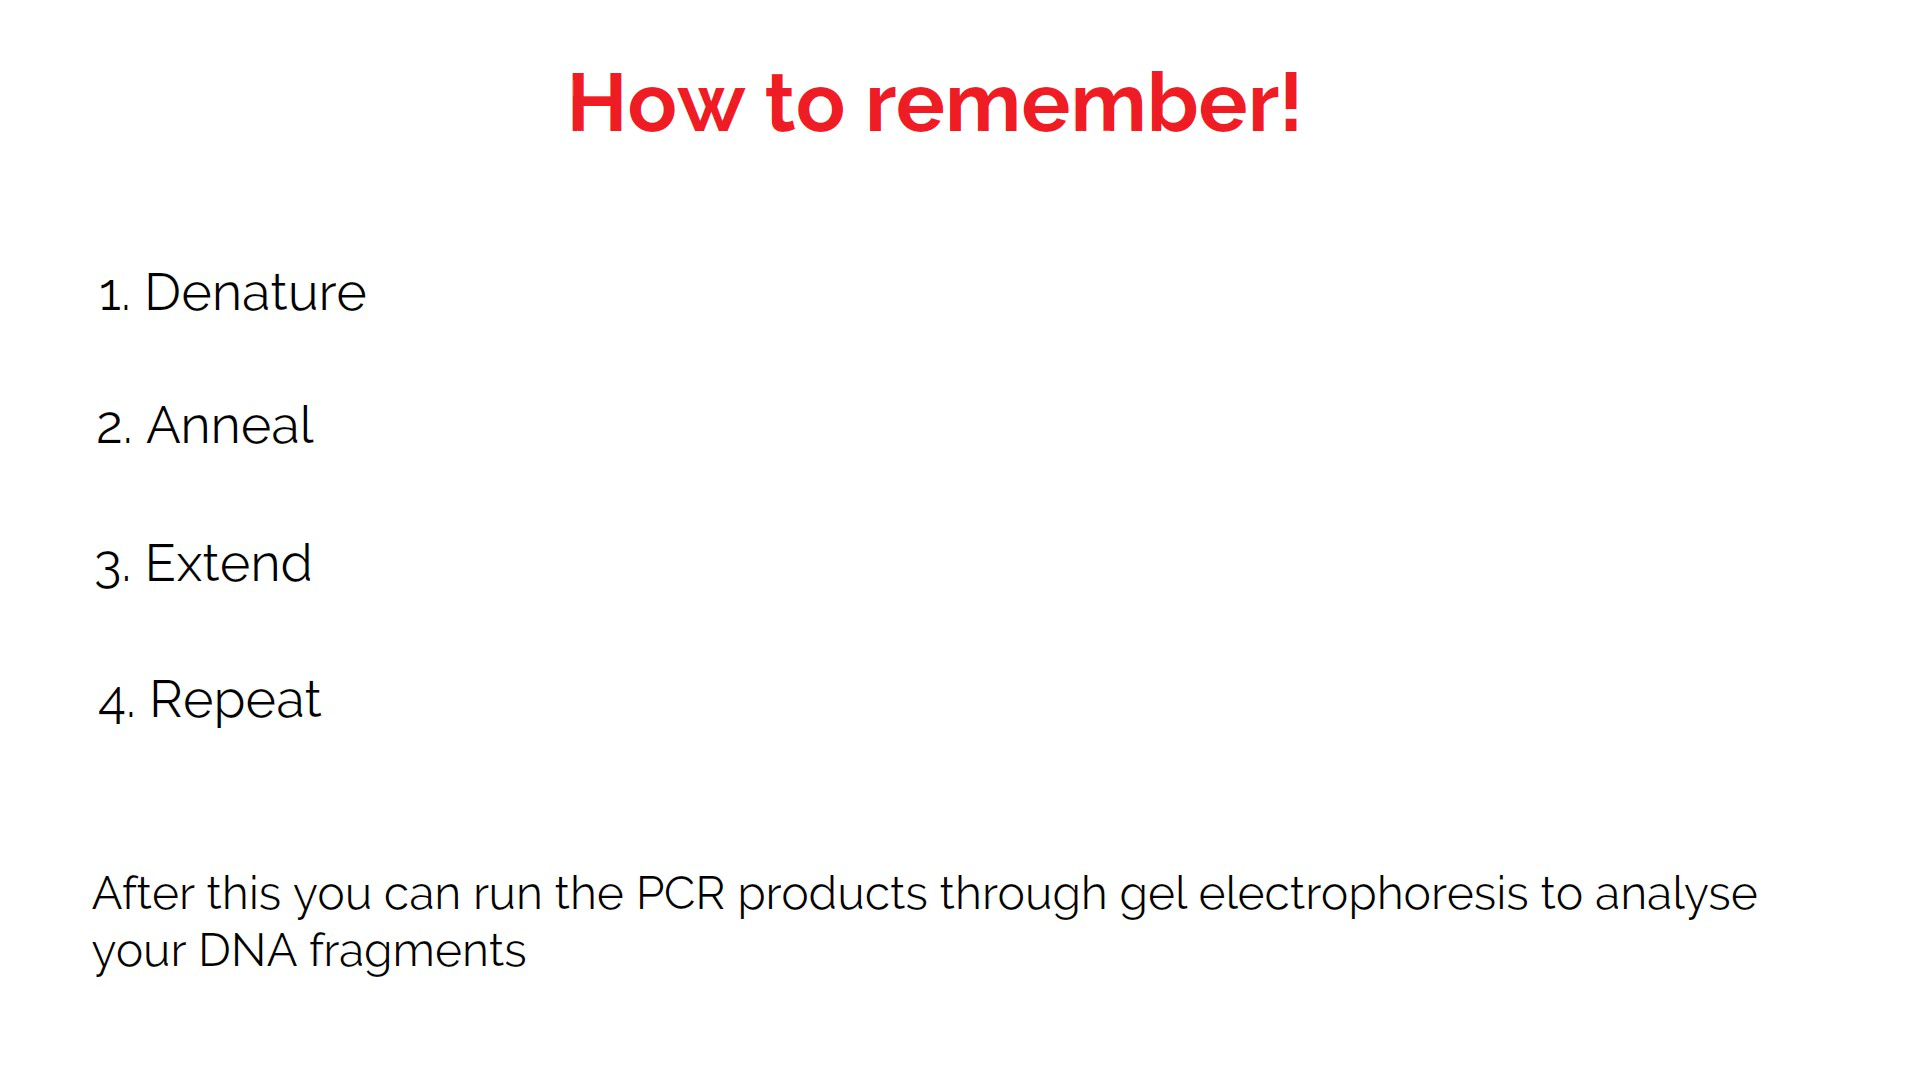 How to remember!
1. Denature
2. Anneal
3. Extend
4. Repeat
After this you can run the PCR products through gel electrophoresis to analyse
your DNA fragments